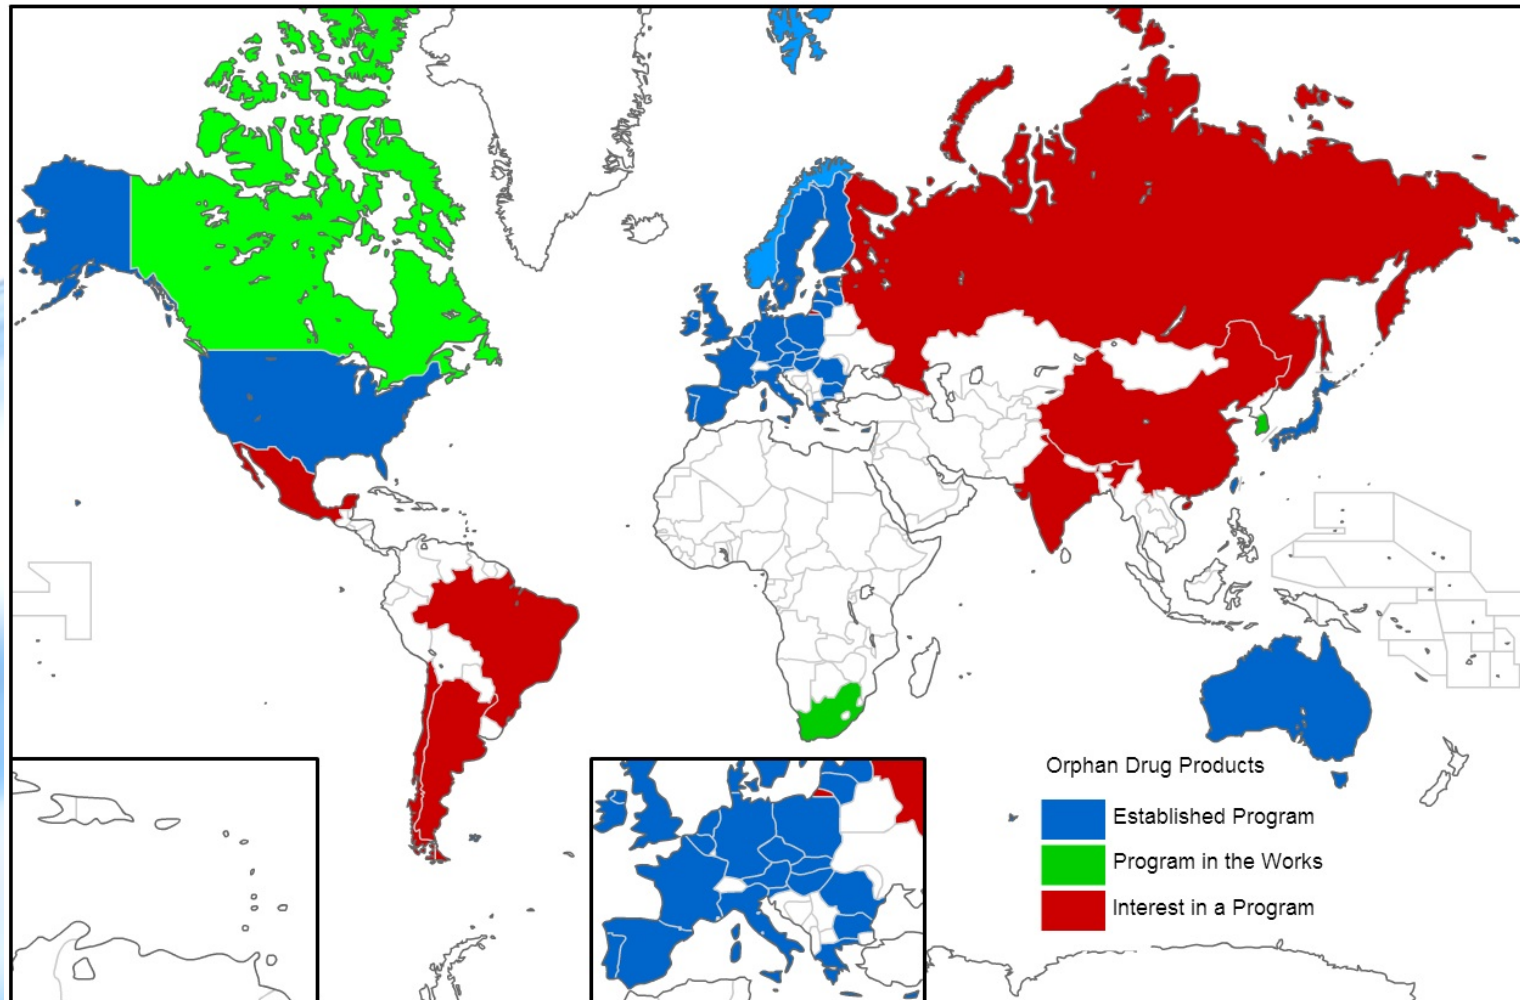 Orphan Drug Products
Established Program
Program in the Works
Interest in a Program